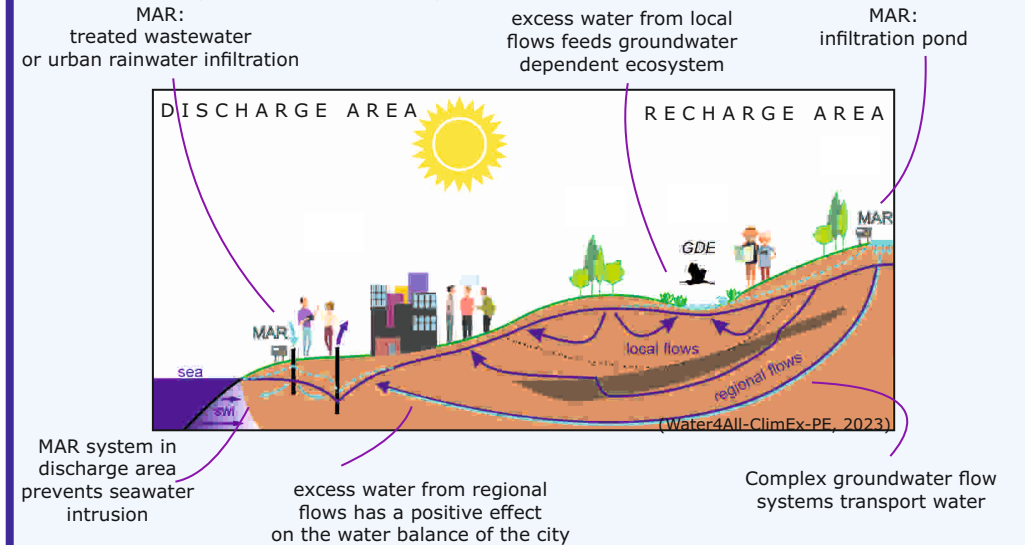 MAR:
treated wastewater
or urban rainwater infiltration
excess water from local
flows feeds groundwater
dependent ecosystem
MAR:
infiltration pond
DISCHARGE AREA
RECHARGE AREA
MAR
GDE
MAR
local flows
sea
regional flows
swi
(Water4All-ClimEx-PE, 2023)
MAR system in
discharge area
prevents seawater
intrusion
excess water from regional
flows has a positive effect
on the water balance of the city
Complex groundwater flow
systems transport water